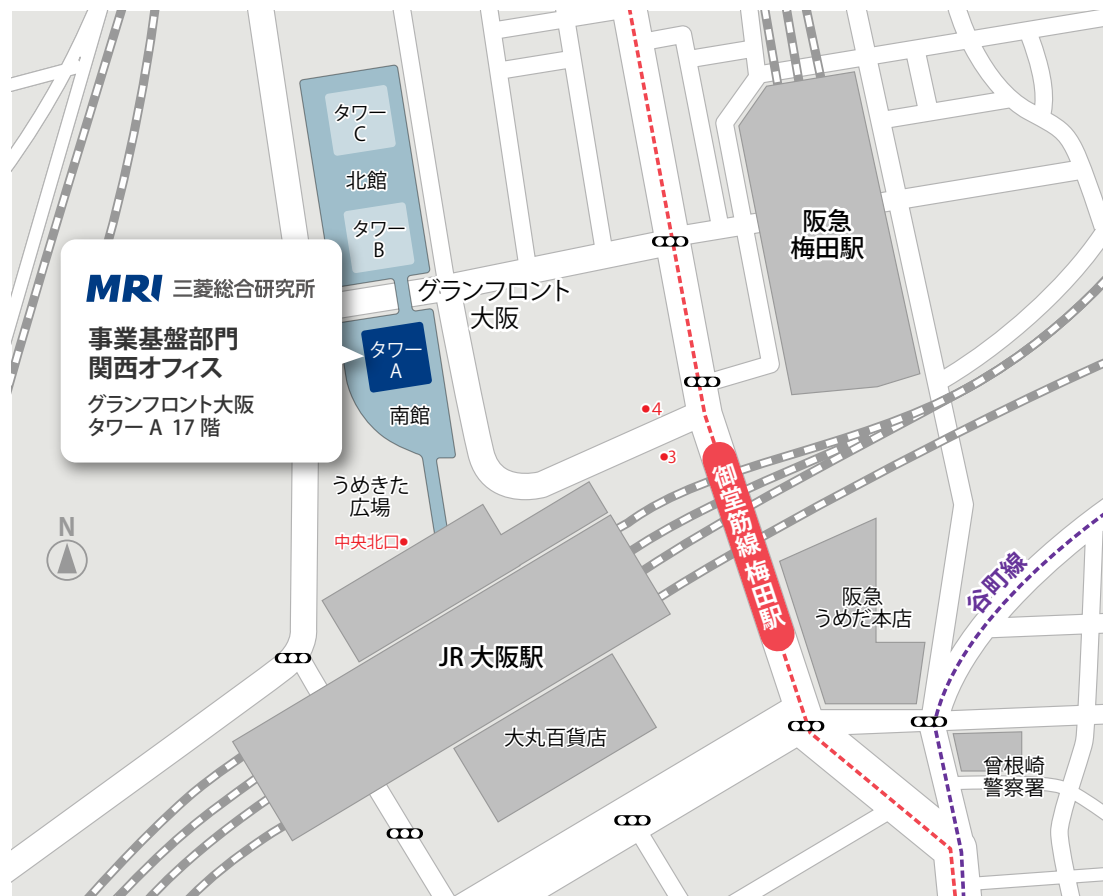 タワー
C
北館
タワー
B
阪急
梅田駅
MRI 三菱総合研究所
事業基盤部門
関西オフィス
グランフロント大阪
タワー A 17 階
グランフロント
大阪
タワー
A
南館
4
3
うめきた
広場
中央北口
N
御堂筋線 梅田駅
谷町線
阪急
うめだ本店
JR 大阪駅
大丸百貨店
曾根崎
警察署